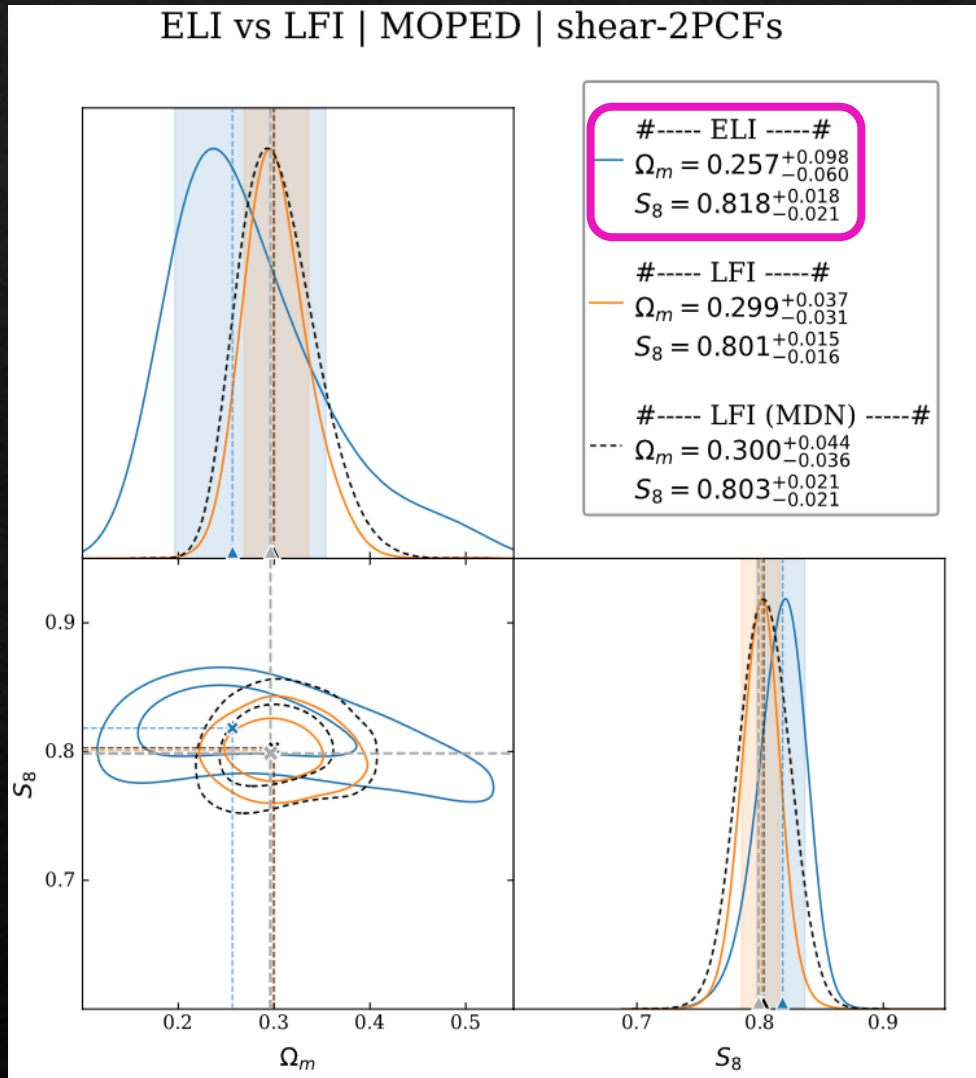 ELI vs LFI | MOPED | shear-2PCFs
#----- ELI -----#
Ωₘ = 0.257⁺⁰·⁰⁹⁸₋₀.₀₆₀
S₈ = 0.818⁺⁰·⁰¹⁸₋₀.₀₂₁
#----- LFI -----#
Ωₘ = 0.299⁺⁰·⁰³⁷₋₀.₀₃₁
S₈ = 0.801⁺⁰·⁰¹⁵₋₀.₀₁₆
#----- LFI (MDN) -----#
Ωₘ = 0.300⁺⁰·⁰⁴⁴₋₀.₀₃₆
S₈ = 0.803⁺⁰·⁰²¹₋₀.₀₂₁
0.9
0.8
0.7
S₈
0.2 0.3 0.4 0.5
Ωₘ
0.7 0.8 0.9
S₈